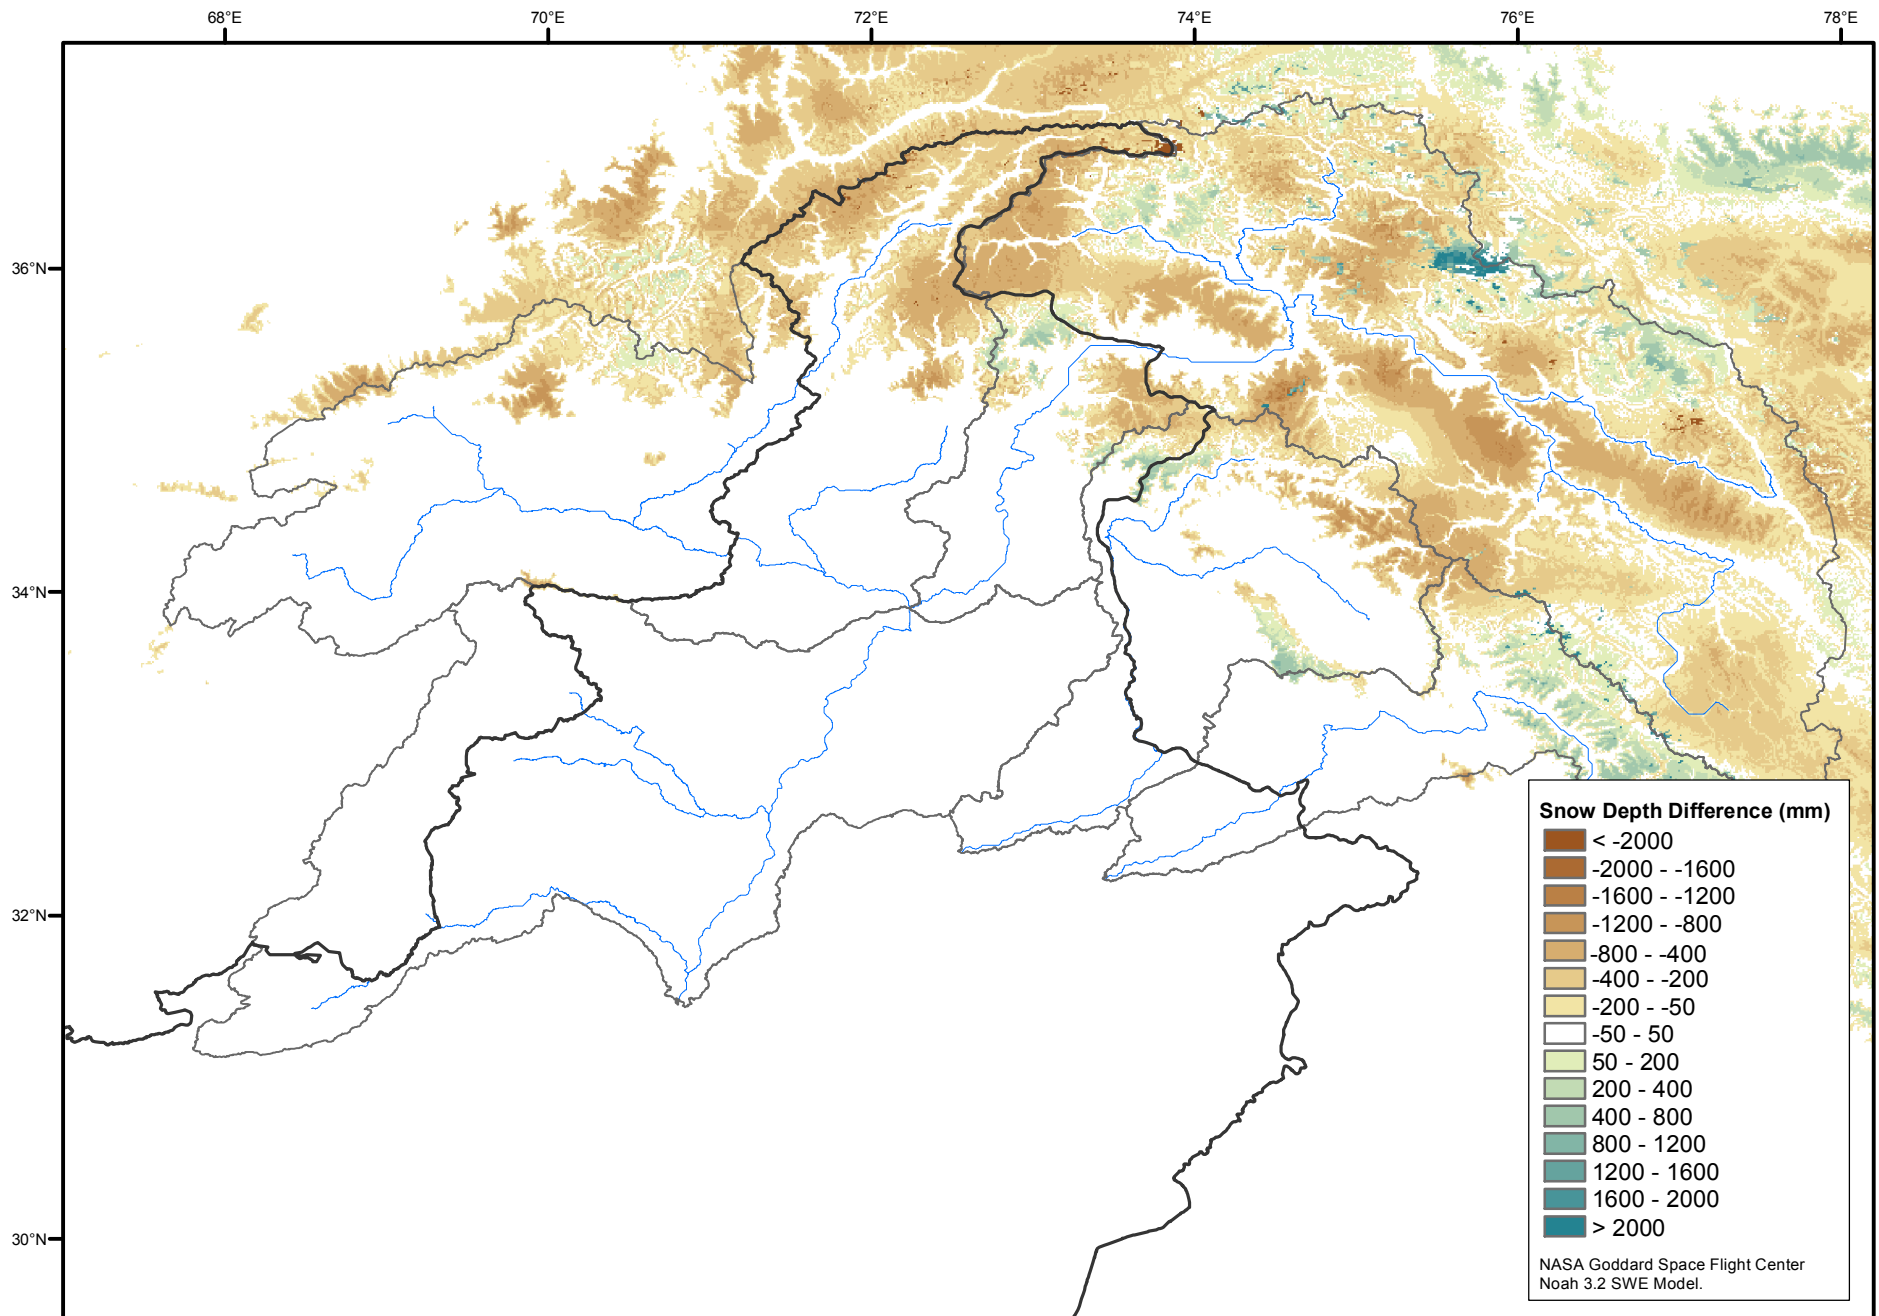 68°E 70°E 72°E 74°E 76°E 78°E
36°N
34°N
32°N
30°N
Snow Depth Difference (mm)
< -2000
-2000 - -1600
-1600 - -1200
-1200 - -800
-800 - -400
-400 - -200
-200 - -50
-50 - 50
50 - 200
200 - 400
400 - 800
800 - 1200
1200 - 1600
1600 - 2000
> 2000
NASA Goddard Space Flight Center
Noah 3.2 SWE Model.